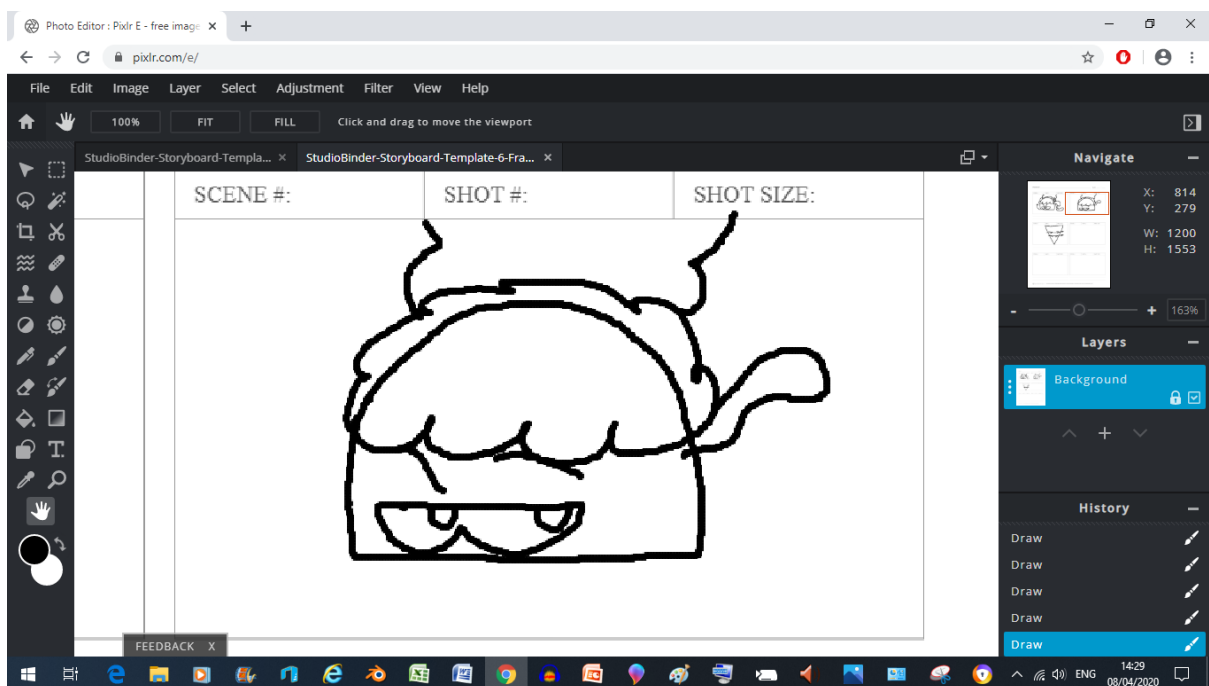 Photo Editor : Pixlr E - free image
pixlr.com/e/
File Edit Image Layer Select Adjustment Filter View Help
100% FIT FILL Click and drag to move the viewport
StudioBinder-Storyboard-Templa... StudioBinder-Storyboard-Template-6-Fra...
SCENE #: SHOT #: SHOT SIZE:
Navigate
X: 814
Y: 279
W: 1200
H: 1553
163%
Layers
Background
History
Draw
Draw
Draw
Draw
Draw
FEEDBACK X
ENG
14:29
08/04/2020